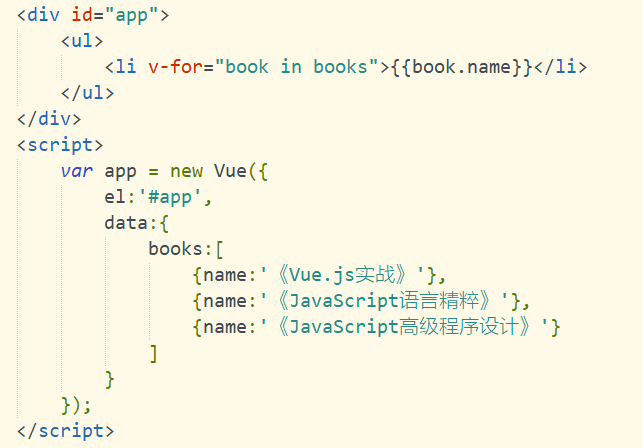 <div id="app">
    <ul>
        <li v-for="book in books">{{book.name}}</li>
    </ul>
</div>
<script>
    var app = new Vue({
        el:'#app',
        data:{
            books:[
                {name:'《Vue.js实战》'},
                {name:'《JavaScript语言精粹》'},
                {name:'《JavaScript高级程序设计》'}
            ]
        }
    });
</script>